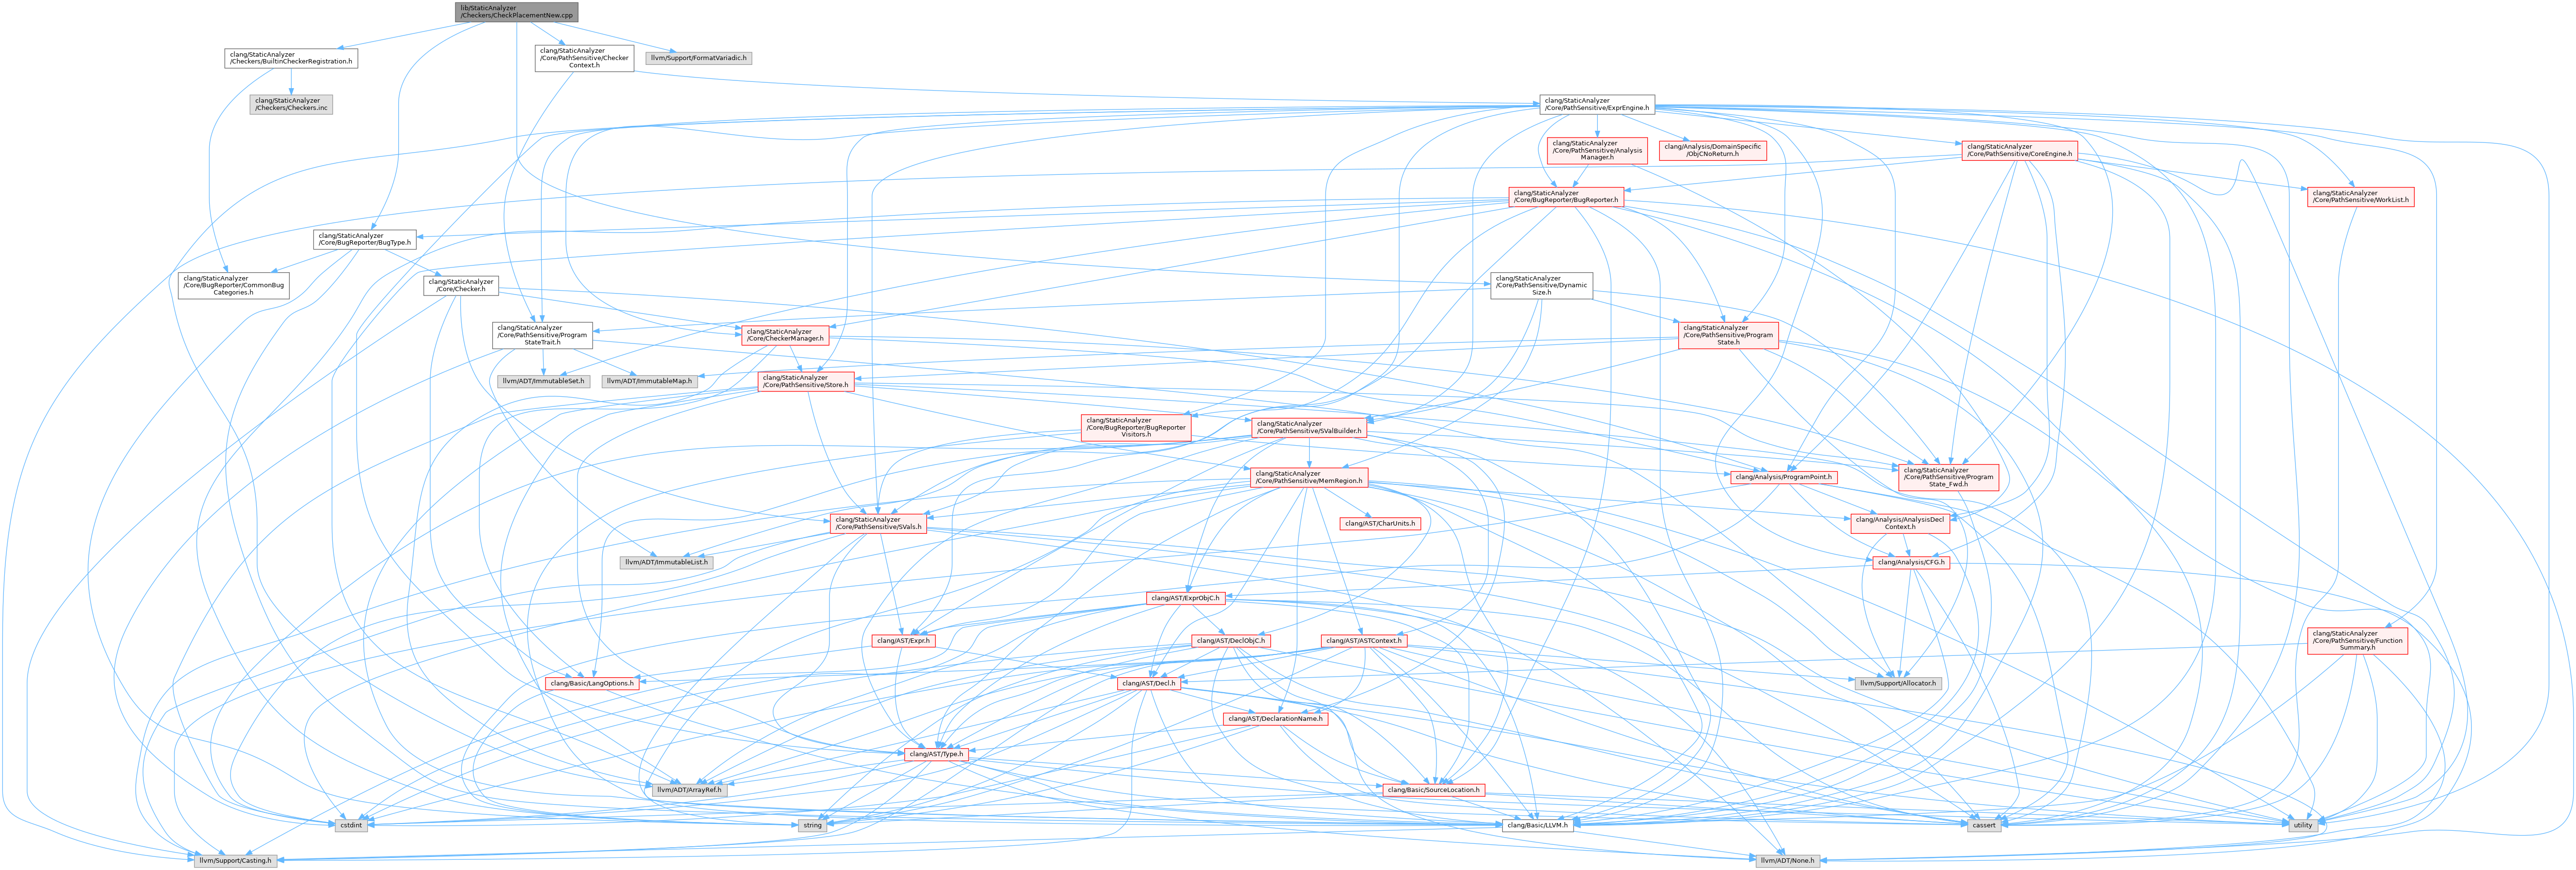 lib/StaticAnalyzer
/Checkers/CheckPlacementNew.cpp
clang/StaticAnalyzer
/Checkers/BuiltinCheckerRegistration.h
clang/StaticAnalyzer
/Core/PathSensitive/Checker
Context.h
llvm/Support/FormatVariadic.h
clang/StaticAnalyzer
/Checkers/Checkers.inc
clang/StaticAnalyzer
/Core/PathSensitive/ExprEngine.h
clang/StaticAnalyzer
/Core/PathSensitive/Analysis
Manager.h
clang/Analysis/DomainSpecific
/ObjCNoReturn.h
clang/StaticAnalyzer
/Core/PathSensitive/CoreEngine.h
clang/StaticAnalyzer
/Core/BugReporter/BugReporter.h
clang/StaticAnalyzer
/Core/PathSensitive/WorkList.h
clang/StaticAnalyzer
/Core/BugReporter/BugType.h
clang/StaticAnalyzer
/Core/BugReporter/CommonBug
Categories.h
clang/StaticAnalyzer
/Core/Checker.h
clang/StaticAnalyzer
/Core/PathSensitive/Dynamic
Size.h
clang/StaticAnalyzer
/Core/PathSensitive/Program
StateTrait.h
clang/StaticAnalyzer
/Core/CheckerManager.h
clang/StaticAnalyzer
/Core/PathSensitive/Program
State.h
llvm/ADT/ImmutableSet.h
llvm/ADT/ImmutableMap.h
clang/StaticAnalyzer
/Core/PathSensitive/Store.h
clang/StaticAnalyzer
/Core/BugReporter/BugReporter
Visitors.h
clang/StaticAnalyzer
/Core/PathSensitive/SValBuilder.h
clang/StaticAnalyzer
/Core/PathSensitive/MemRegion.h
clang/Analysis/ProgramPoint.h
clang/StaticAnalyzer
/Core/PathSensitive/Program
State_Fwd.h
clang/StaticAnalyzer
/Core/PathSensitive/SVals.h
clang/AST/CharUnits.h
clang/Analysis/AnalysisDecl
Context.h
llvm/ADT/ImmutableList.h
clang/Analysis/CFG.h
clang/AST/ExprObjC.h
clang/AST/Expr.h
clang/AST/DeclObjC.h
clang/AST/ASTContext.h
clang/StaticAnalyzer
/Core/PathSensitive/Function
Summary.h
clang/Basic/LangOptions.h
clang/AST/Decl.h
llvm/Support/Allocator.h
clang/AST/DeclarationName.h
clang/AST/Type.h
llvm/ADT/ArrayRef.h
clang/Basic/SourceLocation.h
cstdint
string
clang/Basic/LLVM.h
cassert
utility
llvm/Support/Casting.h
llvm/ADT/None.h